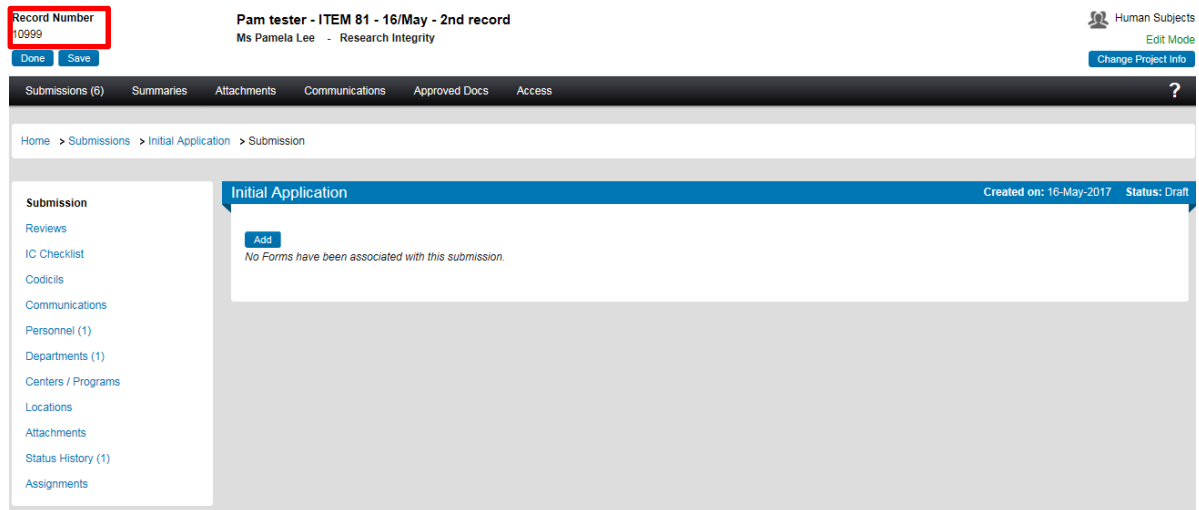 Record Number
10999
Done Save
Pam tester - ITEM 81 - 16/May - 2nd record
Ms Pamela Lee - Research Integrity
Human Subjects
Edit Mode
Change Project Info
Submissions (6) Summaries Attachments Communications Approved Docs Access ?
Home > Submissions > Initial Application > Submission
Submission
Reviews
IC Checklist
Codicils
Communications
Personnel (1)
Departments (1)
Centers / Programs
Locations
Attachments
Status History (1)
Assignments
Initial Application Created on: 16-May-2017 Status: Draft
Add
No Forms have been associated with this submission.